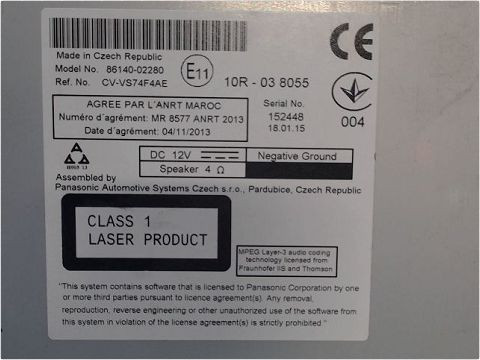 Made in Czech Republic
Model No. 86140-02280
Ref. No. CV-VS74F4AE
E11
10R - 03 8055
CE
AGREE PAR L'ANRT MAROC
Numéro d'agrément: MR 8577 ANRT 2013
Date d'agrément: 04/11/2013
Serial No.
152448
18.01.15
004
DC 12V
Negative Ground
Speaker 4 Ω
Assembled by
Panasonic Automotive Systems Czech s.r.o., Pardubice, Czech Republic
CLASS 1
LASER PRODUCT
MPEG Layer-3 audio coding
technology licensed from
Fraunhofer IIS and Thomson
"This system contains software that is licensed to Panasonic Corporation by one
or more third parties pursuant to licence agreement(s). Any removal,
reproduction, reverse engineering or other unauthorized use of the software from
this system in violation of the license agreement(s) is strictly prohibited."